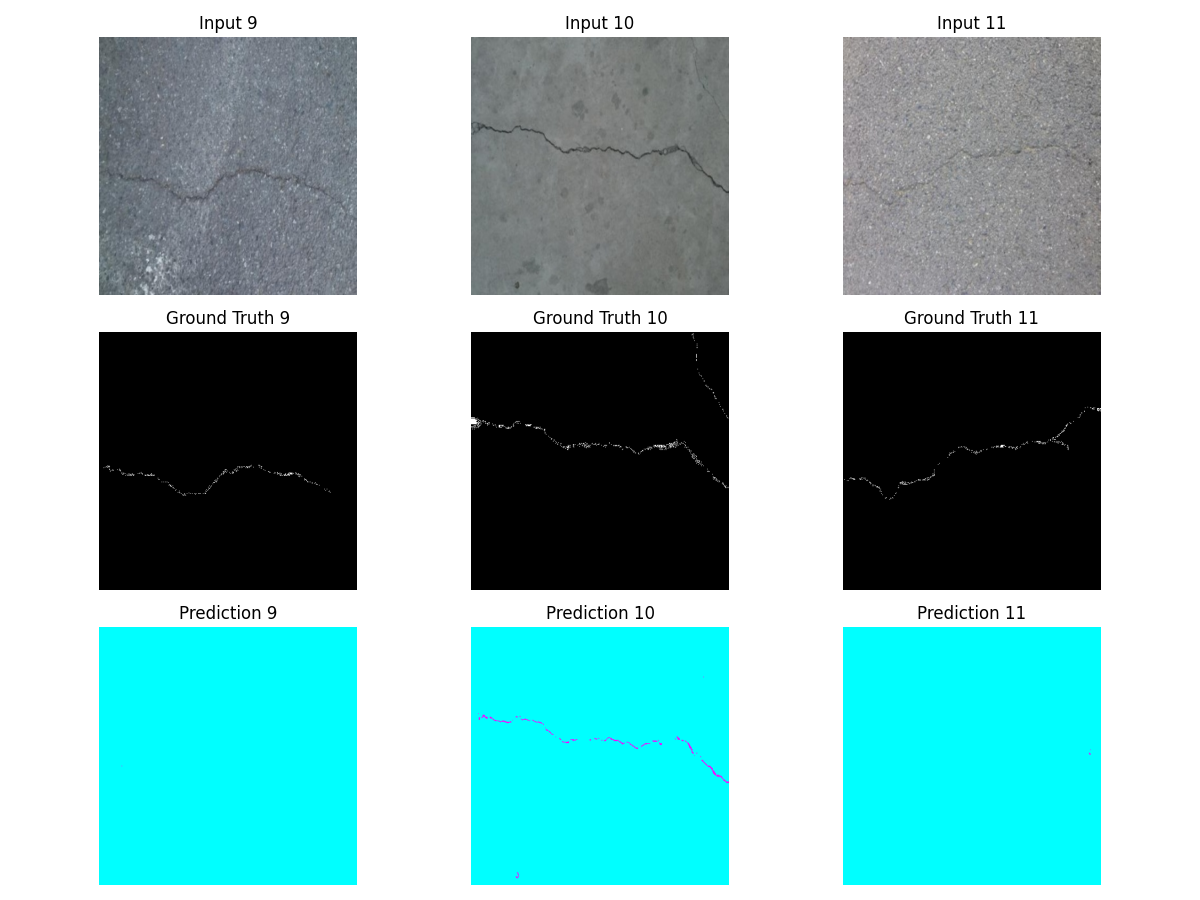 Input 9
Input 10
Input 11
Ground Truth 9
Ground Truth 10
Ground Truth 11
Prediction 9
Prediction 10
Prediction 11